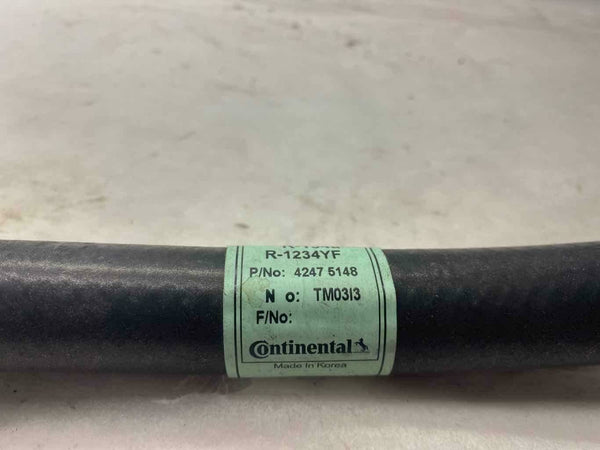 R-1234YF
P/No: 4247 5148
N o: TM03I3
F/No:
Continental
Made In Korea